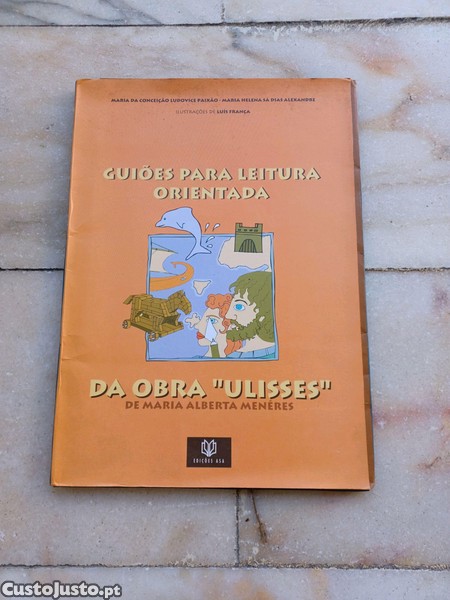 MARIA DA CONCEIÇÃO LUDOVICE PAIXÃO - MARIA HELENA SÁ DIAS ALEXANDRE
ILUSTRAÇÕES DE LUÍS FRANÇA
GUIÕES PARA LEITURA
ORIENTADA
DA OBRA "ULISSES"
DE MARIA ALBERTA MENÉRES
EDIÇÕES ASA
CustoJusto.pt